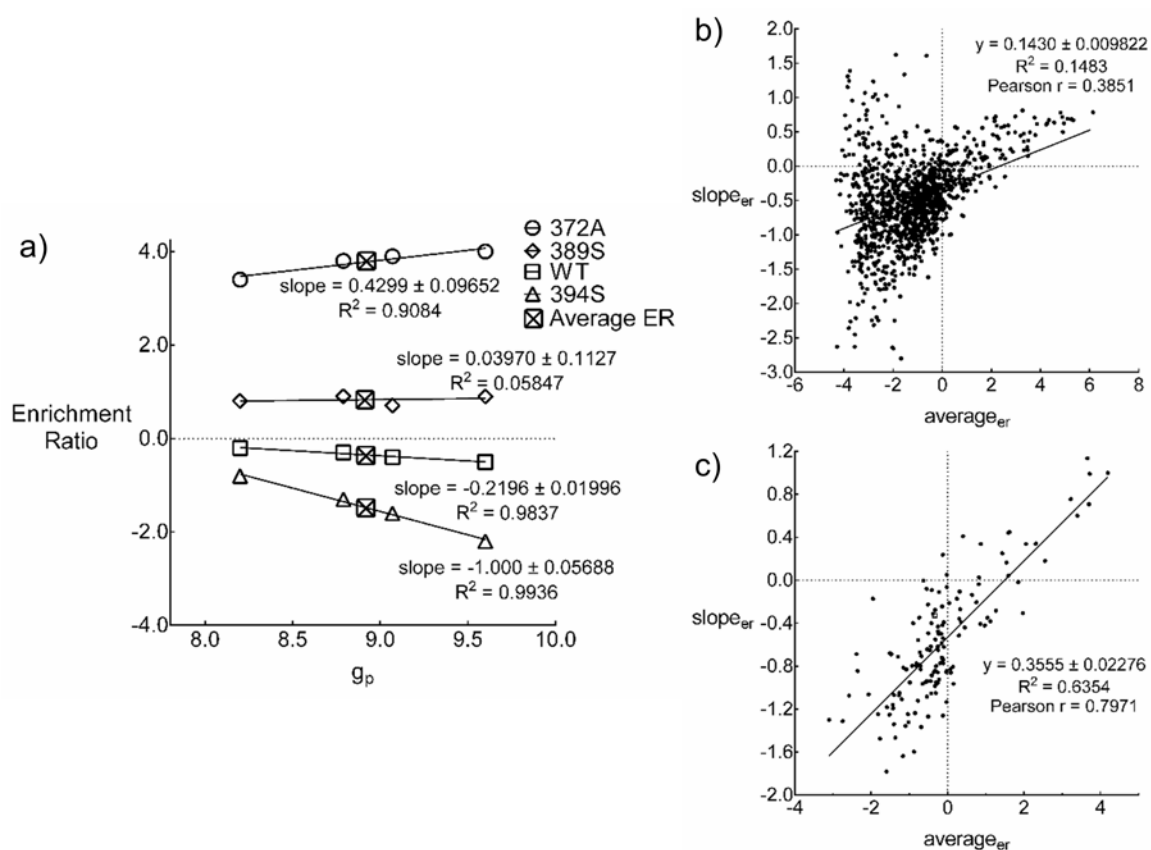 a)
4.0
2.0
0.0
-2.0
-4.0
Enrichment
Ratio
8.0 8.5 9.0 9.5 10.0
g_p
372A
389S
WT
394S
Average ER
slope = 0.4299 ± 0.09652
R² = 0.9084
slope = 0.03970 ± 0.1127
R² = 0.05847
slope = -0.2196 ± 0.01996
R² = 0.9837
slope = -1.000 ± 0.05688
R² = 0.9936
b)
2.0
1.5
1.0
0.5
0.0
-0.5
-1.0
-1.5
-2.0
-2.5
-3.0
slope_er
-6 -4 -2 0 2 4 6 8
average_er
y = 0.1430 ± 0.009822
R² = 0.1483
Pearson r = 0.3851
c)
1.2
0.8
0.4
0.0
-0.4
-0.8
-1.2
-1.6
-2.0
slope_er
-4 -2 0 2 4
average_er
y = 0.3555 ± 0.02276
R² = 0.6354
Pearson r = 0.7971